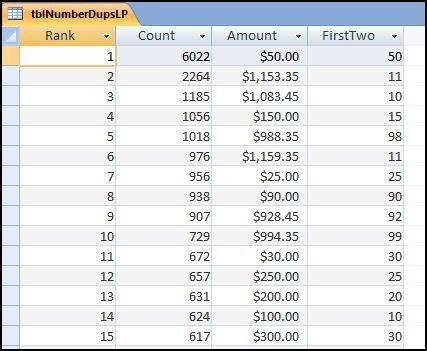 tblNumberDupsLP
Rank Count Amount FirstTwo
1 6022 $50.00 50
2 2264 $1,153.35 11
3 1185 $1,083.45 10
4 1056 $150.00 15
5 1018 $988.35 98
6 976 $1,159.35 11
7 956 $25.00 25
8 938 $90.00 90
9 907 $928.45 92
10 729 $994.35 99
11 672 $30.00 30
12 657 $250.00 25
13 631 $200.00 20
14 624 $100.00 10
15 617 $300.00 30